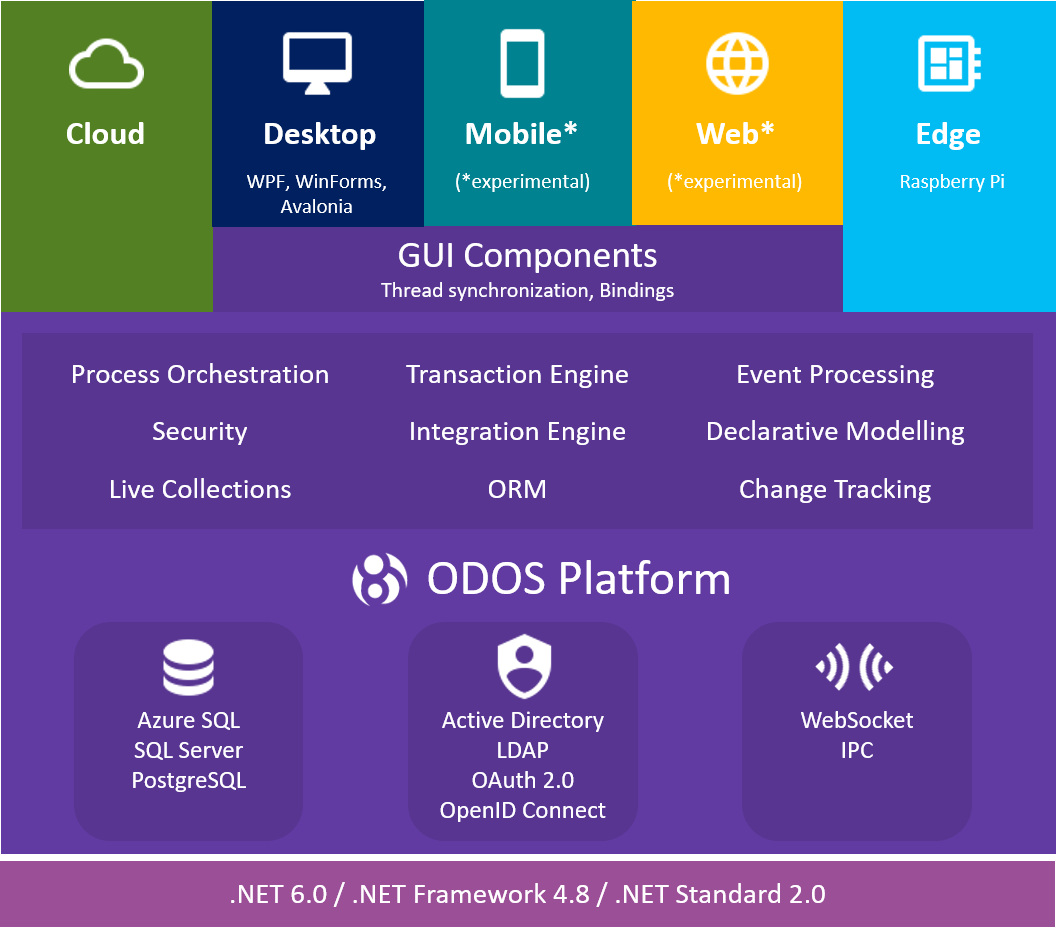 Cloud
Desktop
Mobile*
Web*
Edge
WPF, WinForms,
Avalonia
(*experimental)
(*experimental)
Raspberry Pi
GUI Components
Thread synchronization, Bindings
Process Orchestration
Transaction Engine
Event Processing
Security
Integration Engine
Declarative Modelling
Live Collections
ORM
Change Tracking
ODOS Platform
Azure SQL
SQL Server
PostgreSQL
Active Directory
LDAP
OAuth 2.0
OpenID Connect
WebSocket
IPC
.NET 6.0 / .NET Framework 4.8 / .NET Standard 2.0